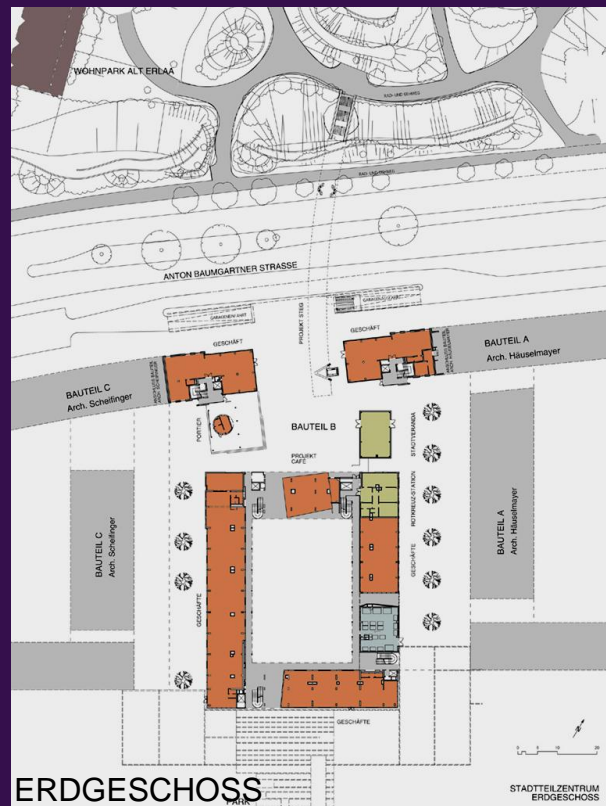 WOHNPARK ALT ERLAA
ANTON BAUMGARTNER STRASSE
PROJEKT STEG
GESCHÄFT
GESCHÄFT
BAUTEIL A
Arch. Häuselmayer
BAUTEIL C
Arch. Scheifinger
PORTIER
BAUTEIL B
PROJEKT
CAFÉ
STADTVERANDA
ROTKREUZ-STATION
GESCHÄFTE
BAUTEIL C
Arch. Scheifinger
BAUTEIL A
Arch. Häuselmayer
GESCHÄFTE
GESCHÄFTE
PARK
ERDGESCHOSS
STADTTEILZENTRUM
ERDGESCHOSS